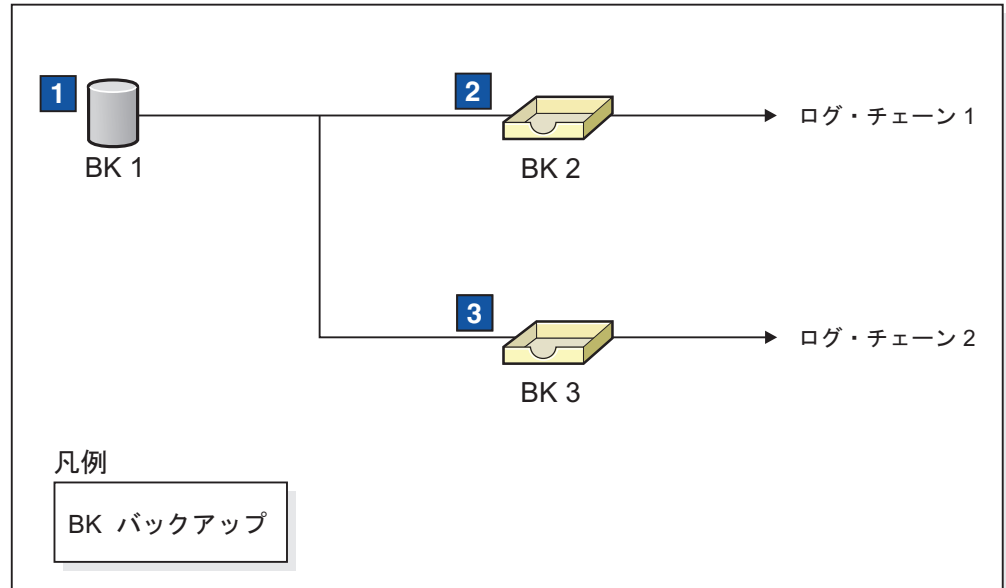 1
BK 1
2
BK 2
ログ・チェーン 1
3
BK 3
ログ・チェーン 2
凡例
BK バックアップ